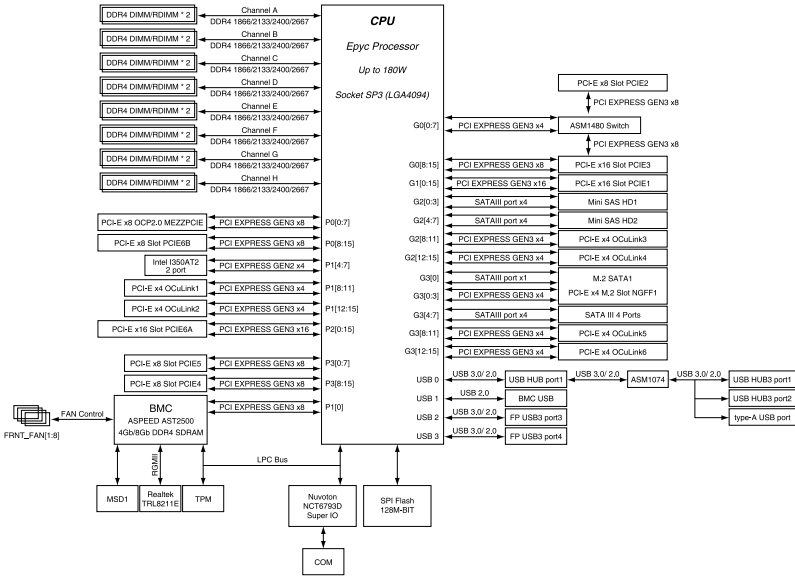 DDR4 DIMM/RDIMM * 2
Channel A
DDR4 1866/2133/2400/2667
DDR4 DIMM/RDIMM * 2
Channel B
DDR4 1866/2133/2400/2667
DDR4 DIMM/RDIMM * 2
Channel C
DDR4 1866/2133/2400/2667
DDR4 DIMM/RDIMM * 2
Channel D
DDR4 1866/2133/2400/2667
DDR4 DIMM/RDIMM * 2
Channel E
DDR4 1866/2133/2400/2667
DDR4 DIMM/RDIMM * 2
Channel F
DDR4 1866/2133/2400/2667
DDR4 DIMM/RDIMM * 2
Channel G
DDR4 1866/2133/2400/2667
DDR4 DIMM/RDIMM * 2
Channel H
DDR4 1866/2133/2400/2667
CPU
Epyc Processor
Up to 180W
Socket SP3 (LGA4094)
PCI-E x8 OCP2.0 MEZZPCIE
PCI EXPRESS GEN3 x8
P0[0:7]
PCI-E x8 Slot PCIE6B
PCI EXPRESS GEN3 x8
P0[8:15]
Intel I350AT2
2 port
PCI EXPRESS GEN2 x4
P1[4:7]
PCI-E x4 OCuLink1
PCI EXPRESS GEN3 x4
P1[8:11]
PCI-E x4 OCuLink2
PCI EXPRESS GEN3 x4
P1[12:15]
PCI-E x16 Slot PCIE6A
PCI EXPRESS GEN3 x16
P2[0:15]
PCI-E x8 Slot PCIE5
PCI EXPRESS GEN3 x8
P3[0:7]
PCI-E x8 Slot PCIE4
PCI EXPRESS GEN3 x8
P3[8:15]
BMC
ASPEED AST2500
4Gb/8Gb DDR4 SDRAM
PCI EXPRESS GEN3 x8
P1[0]
FAN Control
FRNT_FAN[1:8]
PCI-E x8 Slot PCIE2
PCI EXPRESS GEN3 x8
G0[0:7]
PCI EXPRESS GEN3 x4
ASM1480 Switch
PCI EXPRESS GEN3 x8
G0[8:15]
PCI EXPRESS GEN3 x8
PCI-E x16 Slot PCIE3
G1[0:15]
PCI EXPRESS GEN3 x16
PCI-E x16 Slot PCIE1
G2[0:3]
SATAIII port x4
Mini SAS HD1
G2[4:7]
SATAIII port x4
Mini SAS HD2
G2[8:11]
PCI EXPRESS GEN3 x4
PCI-E x4 OCuLink3
G2[12:15]
PCI EXPRESS GEN3 x4
PCI-E x4 OCuLink4
G3[0]
SATAIII port x1
M.2 SATA1
G3[0:3]
PCI EXPRESS GEN3 x4
PCI-E x4 M,2 Slot NGFF1
G3[4:7]
SATAIII port x4
SATA III 4 Ports
G3[8:11]
PCI EXPRESS GEN3 x4
PCI-E x4 OCuLink5
G3[12:15]
PCI EXPRESS GEN3 x4
PCI-E x4 OCuLink6
USB 0
USB 3,0/ 2,0
USB HUB port1
USB 3,0/ 2,0
ASM1074
USB 3,0/ 2,0
USB HUB3 port1
USB HUB3 port2
type-A USB port
USB 1
USB 2,0
BMC USB
USB 2
USB 3,0/ 2,0
FP USB3 port3
USB 3
USB 3,0/ 2,0
FP USB3 port4
RGMII
LPC Bus
MSD1
Realtek
TRL8211E
TPM
Nuvoton
NCT6793D
Super IO
SPI Flash
128M-BIT
COM